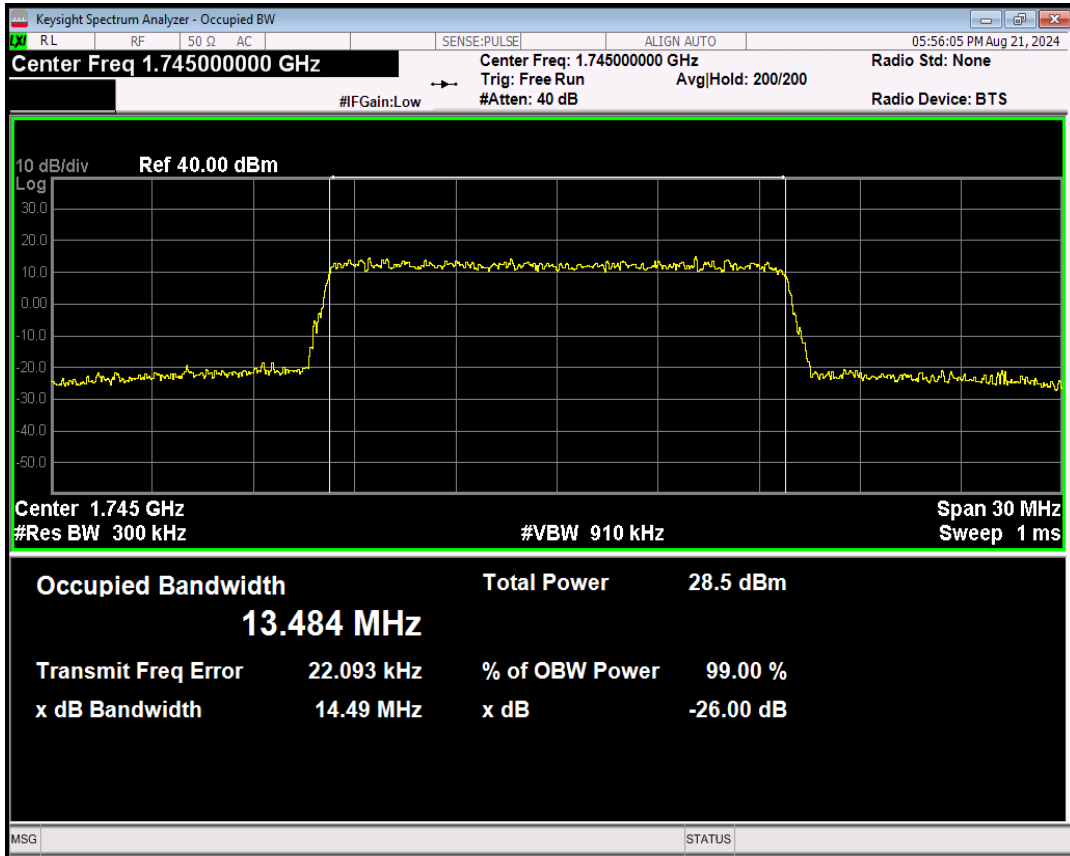 Keysight Spectrum Analyzer - Occupied BW
LXI RL RF 50 Ω AC SENSE:PULSE ALIGN AUTO 05:56:05 PM Aug 21, 2024
Center Freq 1.745000000 GHz
Center Freq: 1.745000000 GHz
Radio Std: None
Trig: Free Run Avg|Hold: 200/200
#IFGain:Low #Atten: 40 dB Radio Device: BTS
10 dB/div Ref 40.00 dBm
Log
30.0
20.0
10.0
0.00
-10.0
-20.0
-30.0
-40.0
-50.0
Center 1.745 GHz Span 30 MHz
#Res BW 300 kHz #VBW 910 kHz Sweep 1 ms
Occupied Bandwidth Total Power 28.5 dBm
13.484 MHz
Transmit Freq Error 22.093 kHz % of OBW Power 99.00 %
x dB Bandwidth 14.49 MHz x dB -26.00 dB
MSG STATUS